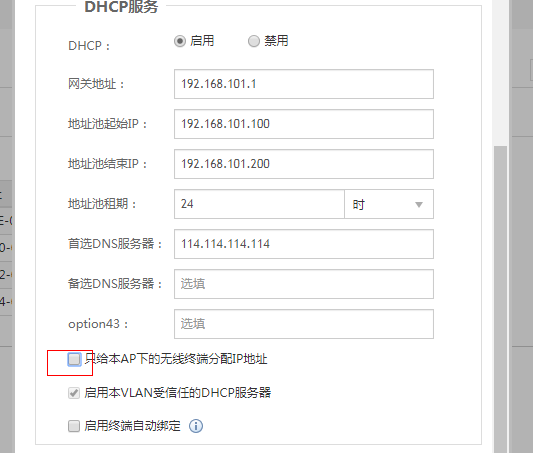 DHCP服务
DHCP： 启用 禁用
网关地址： 192.168.101.1
地址池起始IP： 192.168.101.100
地址池结束IP： 192.168.101.200
地址池租期： 24 时
首选DNS服务器： 114.114.114.114
备选DNS服务器： 选填
option43： 选填
只给本AP下的无线终端分配IP地址
启用本VLAN受信任的DHCP服务器
启用终端自动绑定